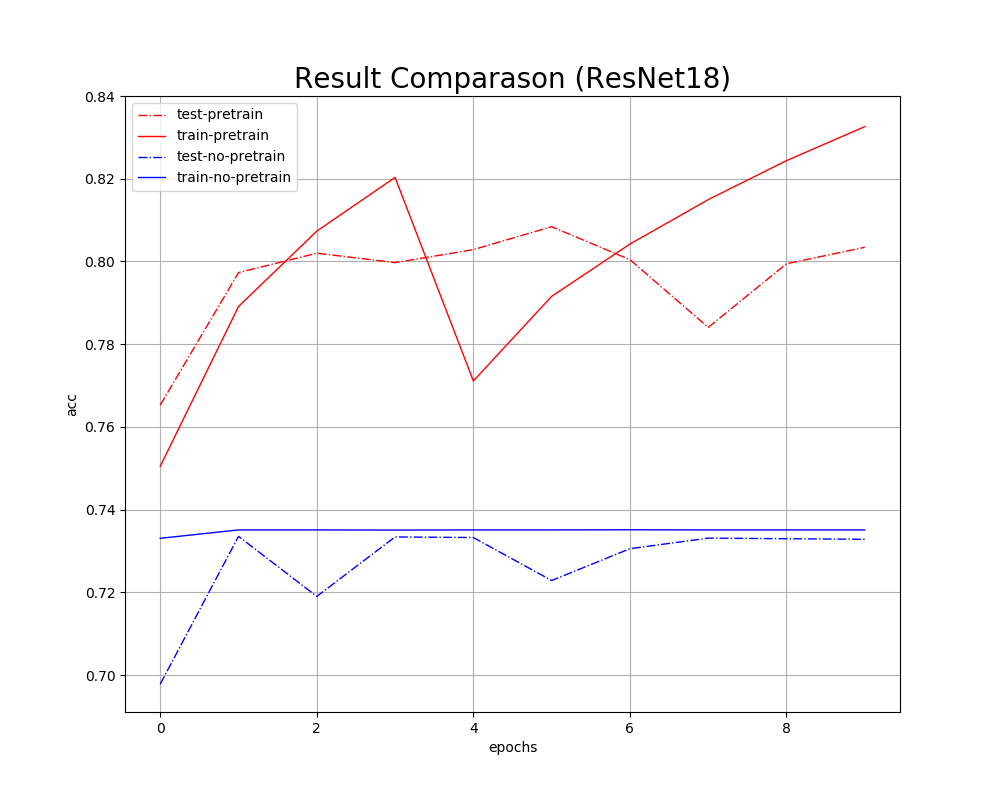 Result Comparason (ResNet18)
test-pretrain
train-pretrain
test-no-pretrain
train-no-pretrain
0.84
0.82
0.80
0.78
0.76
0.74
0.72
0.70
acc
0 2 4 6 8
epochs